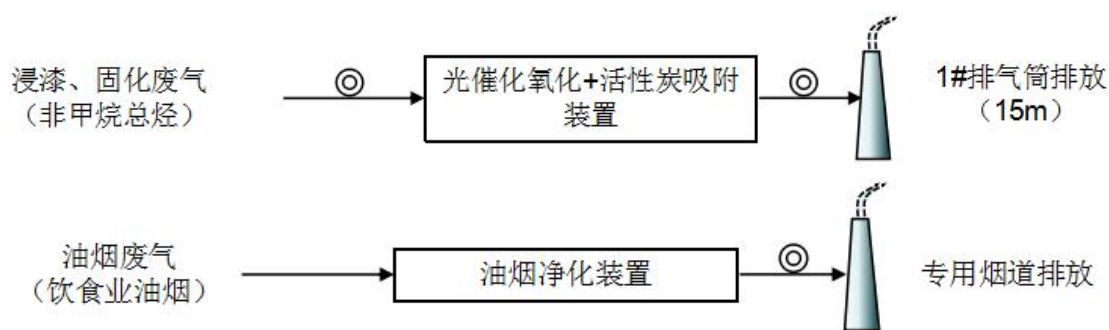 浸漆、固化废气
（非甲烷总烃）
光催化氧化+活性炭吸附
装置
1#排气筒排放
（15m）
油烟废气
（饮食业油烟）
油烟净化装置
专用烟道排放